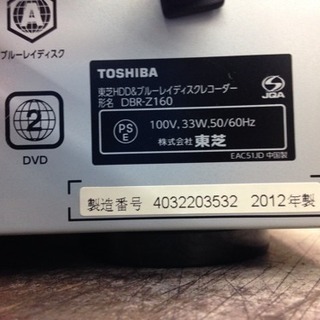 A
ブルーレイディスク
2
DVD
TOSHIBA
東芝HDD&ブルーレイディスクレコーダー
形名 DBR-Z160
JQA
PSE
100V, 33W, 50/60Hz
株式会社 東芝
EAC51JD 中国製
製造番号 4032203532 2012年製